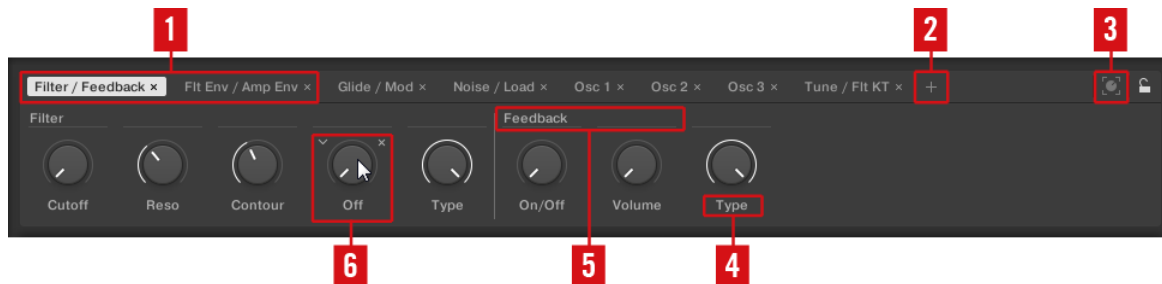 1 2 3
Filter / Feedback × Flt Env / Amp Env × Glide / Mod × Noise / Load × Osc 1 × Osc 2 × Osc 3 × Tune / Flt KT × +
Filter Feedback
Cutoff Reso Contour Off Type On/Off Volume Type
6 5 4